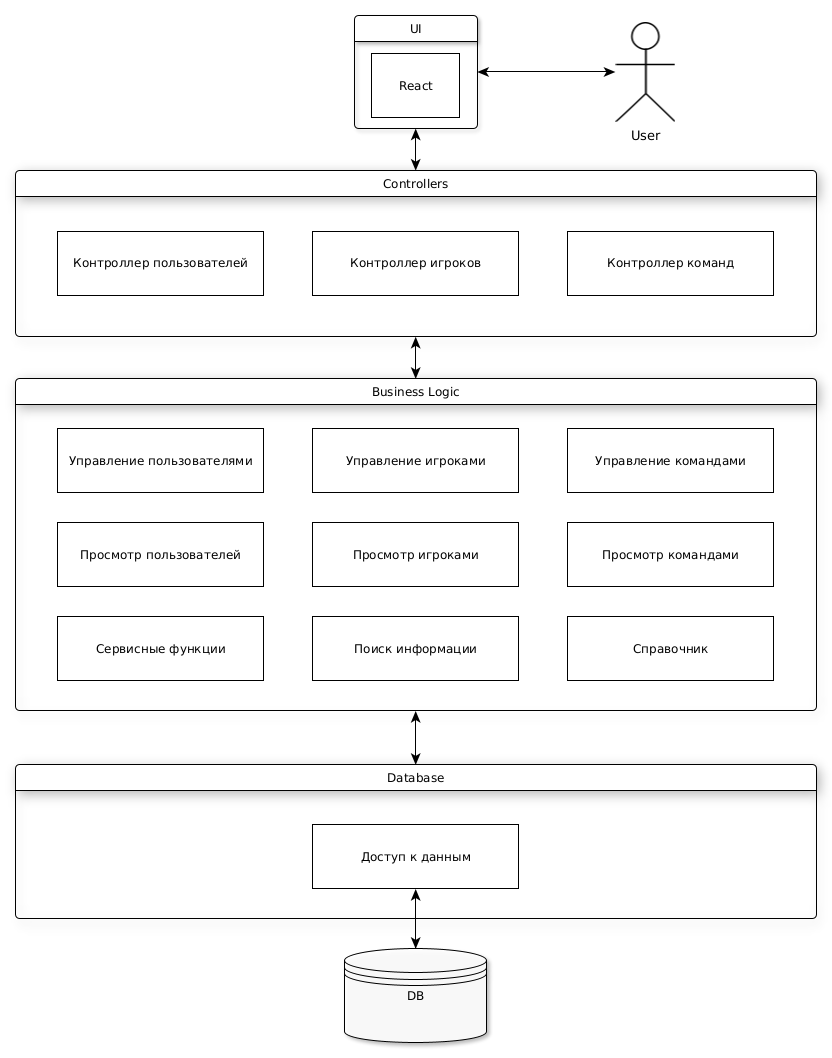 UI
React
User
Controllers
Контроллер пользователей
Контроллер игроков
Контроллер команд
Business Logic
Управление пользователями
Управление игроками
Управление командами
Просмотр пользователей
Просмотр игроками
Просмотр командами
Сервисные функции
Поиск информации
Справочник
Database
Доступ к данным
DB